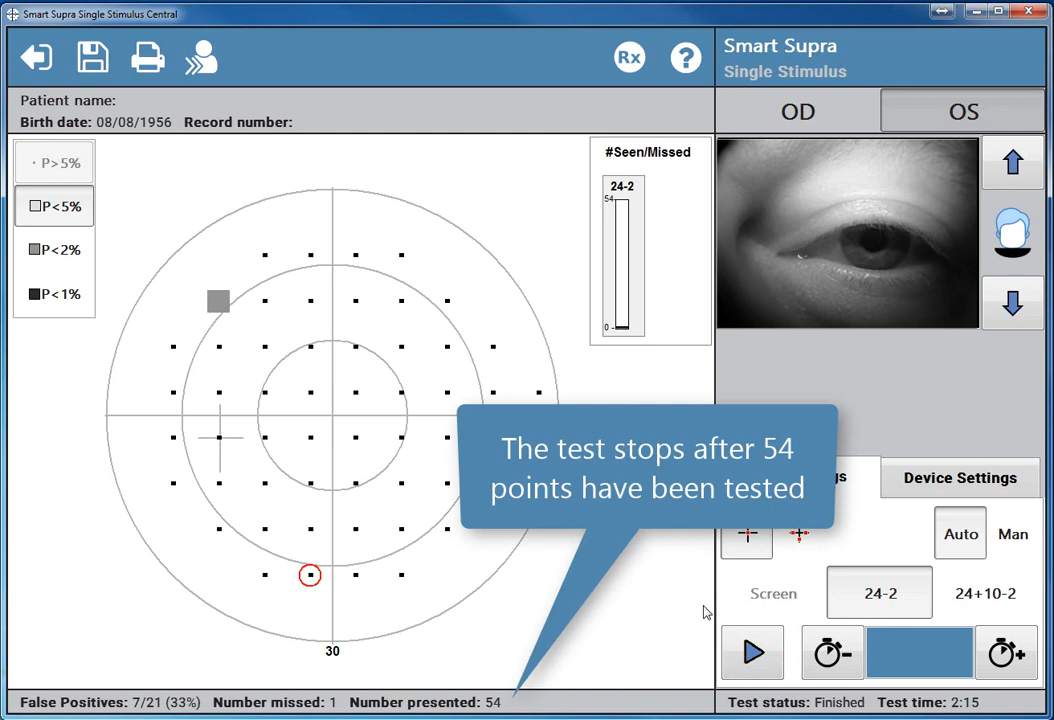 Smart Supra Single Stimulus Central
Rx
?
Smart Supra
Single Stimulus
Patient name:
Birth date: 08/08/1956 Record number:
OD
OS
P>5%
P<5%
P<2%
P<1%
#Seen/Missed
24-2
54
0
30
The test stops after 54
points have been tested
gs
Device Settings
Auto
Man
Screen
24-2
24+10-2
False Positives: 7/21 (33%) Number missed: 1 Number presented: 54
Test status: Finished Test time: 2:15